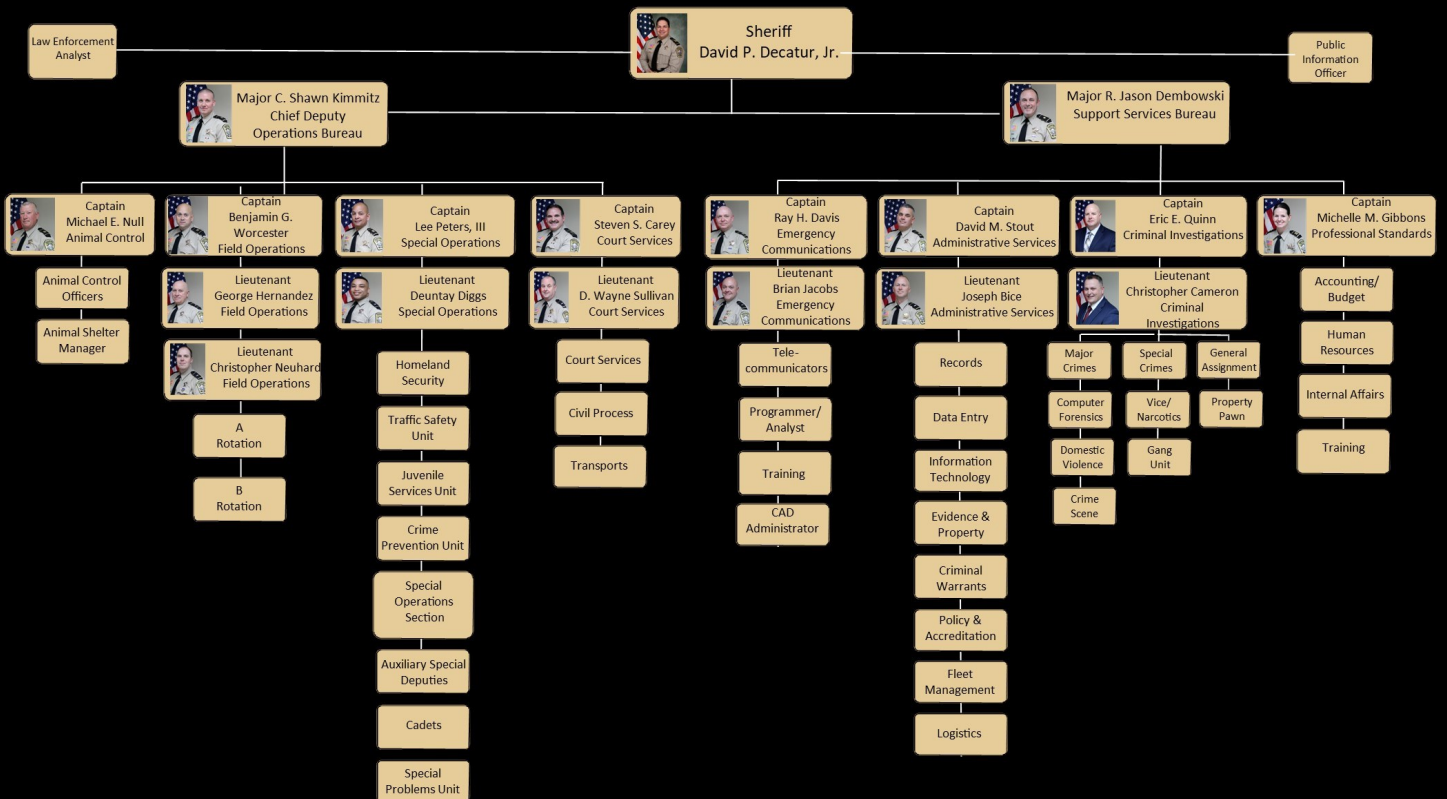 Sheriff
David P. Decatur, Jr.
Law Enforcement
Analyst
Public
Information
Officer
Major C. Shawn Kimmitz
Chief Deputy
Operations Bureau
Major R. Jason Dembowski
Support Services Bureau
Captain
Michael E. Null
Animal Control
Animal Control
Officers
Animal Shelter
Manager
Captain
Benjamin G.
Worcester
Field Operations
Lieutenant
George Hernandez
Field Operations
Lieutenant
Christopher Neuhard
Field Operations
A
Rotation
B
Rotation
Captain
Lee Peters, III
Special Operations
Lieutenant
Deuntay Diggs
Special Operations
Homeland
Security
Traffic Safety
Unit
Juvenile
Services Unit
Crime
Prevention Unit
Special
Operations
Section
Auxiliary Special
Deputies
Cadets
Special
Problems Unit
Captain
Steven S. Carey
Court Services
Lieutenant
D. Wayne Sullivan
Court Services
Court Services
Civil Process
Transports
Captain
Ray H. Davis
Emergency
Communications
Lieutenant
Brian Jacobs
Emergency
Communications
Tele-
communicators
Programmer/
Analyst
Training
CAD
Administrator
Captain
David M. Stout
Administrative Services
Lieutenant
Joseph Bice
Administrative Services
Records
Data Entry
Information
Technology
Evidence &
Property
Criminal
Warrants
Policy &
Accreditation
Fleet
Management
Logistics
Captain
Eric E. Quinn
Criminal Investigations
Lieutenant
Christopher Cameron
Criminal
Investigations
Major
Crimes
Computer
Forensics
Domestic
Violence
Crime
Scene
Special
Crimes
Vice/
Narcotics
Gang
Unit
General
Assignment
Property
Pawn
Captain
Michelle M. Gibbons
Professional Standards
Accounting/
Budget
Human
Resources
Internal Affairs
Training